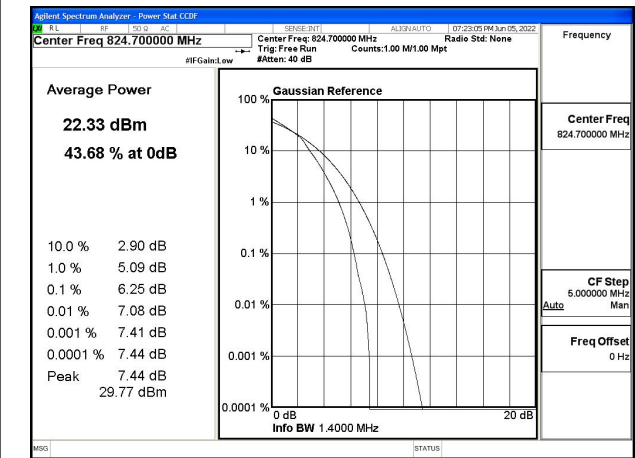 Agilent Spectrum Analyzer - Power Stat CCDF
RL RF 50 Ω AC SENSE:INT ALIGN AUTO 07:23:05 PM Jun 05, 2022
Center Freq 824.700000 MHz
Center Freq: 824.700000 MHz Radio Std: None
Trig: Free Run Counts:1.00 M/1.00 Mpt
#IFGain:Low #Atten: 40 dB
Frequency
Average Power
22.33 dBm
43.68 % at 0dB
10.0 % 2.90 dB
1.0 % 5.09 dB
0.1 % 6.25 dB
0.01 % 7.08 dB
0.001 % 7.41 dB
0.0001 % 7.44 dB
Peak 7.44 dB
29.77 dBm
Gaussian Reference
100 %
10 %
1 %
0.1 %
0.01 %
0.001 %
0.0001 %
0 dB 20 dB
Info BW 1.4000 MHz
Center Freq
824.700000 MHz
CF Step
5.000000 MHz
Auto Man
Freq Offset
0 Hz
MSG STATUS